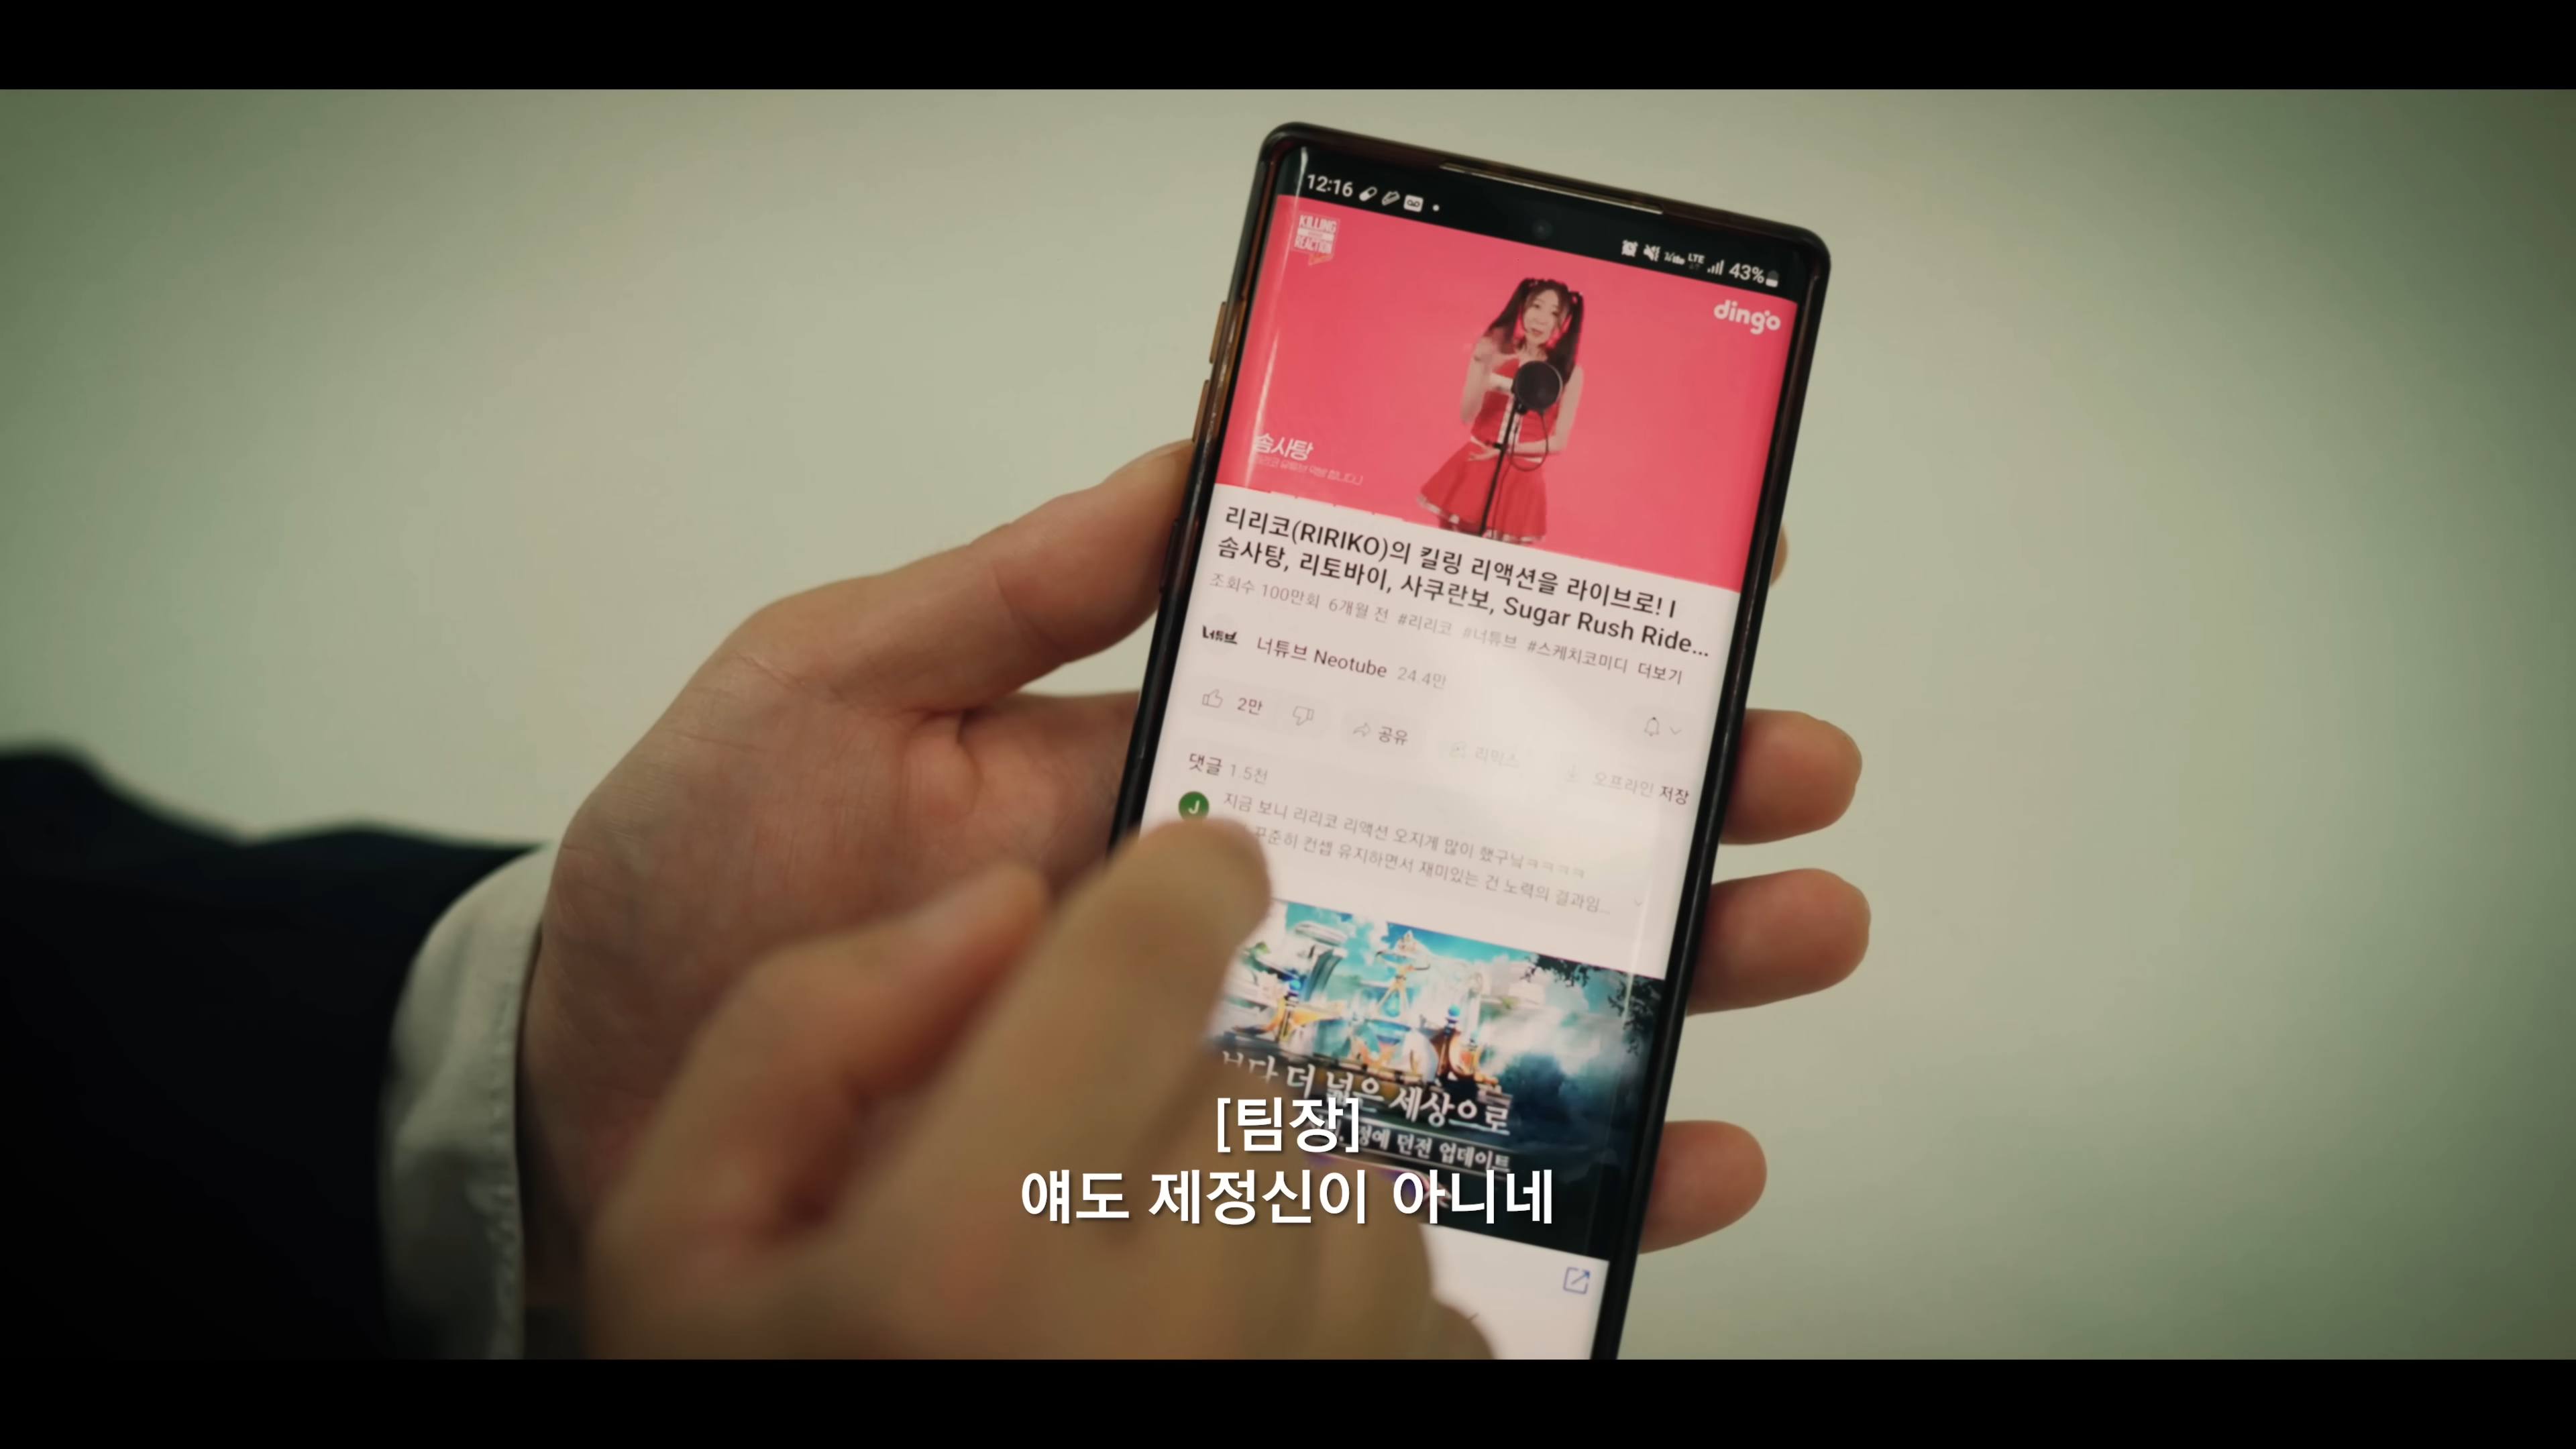 12:16
LTE 43%
KILLING
REACTION
dingo
솜사탕
리리코(RIRIKO)의 킬링 리액션을 라이브로! I
솜사탕, 리토바이, 사쿠란보, Sugar Rush Ride...
조회수 100만회 6개월 전 #리리코 #너튜브 #스케치코미디 더보기
너튜브 너튜브 Neotube 24.4만
2만 공유 리믹스 오프라인 저장
댓글 1.5천
J 지금 보니 리리코 리액션 오지게 많이 했구낰ㅋㅋㅋㅋ
꾸준히 컨셉 유지하면서 재미있는 건 노력의 결과임...
보다 더 넓은 세상으로
던전 업데이트
[팀장]
얘도 제정신이 아니네